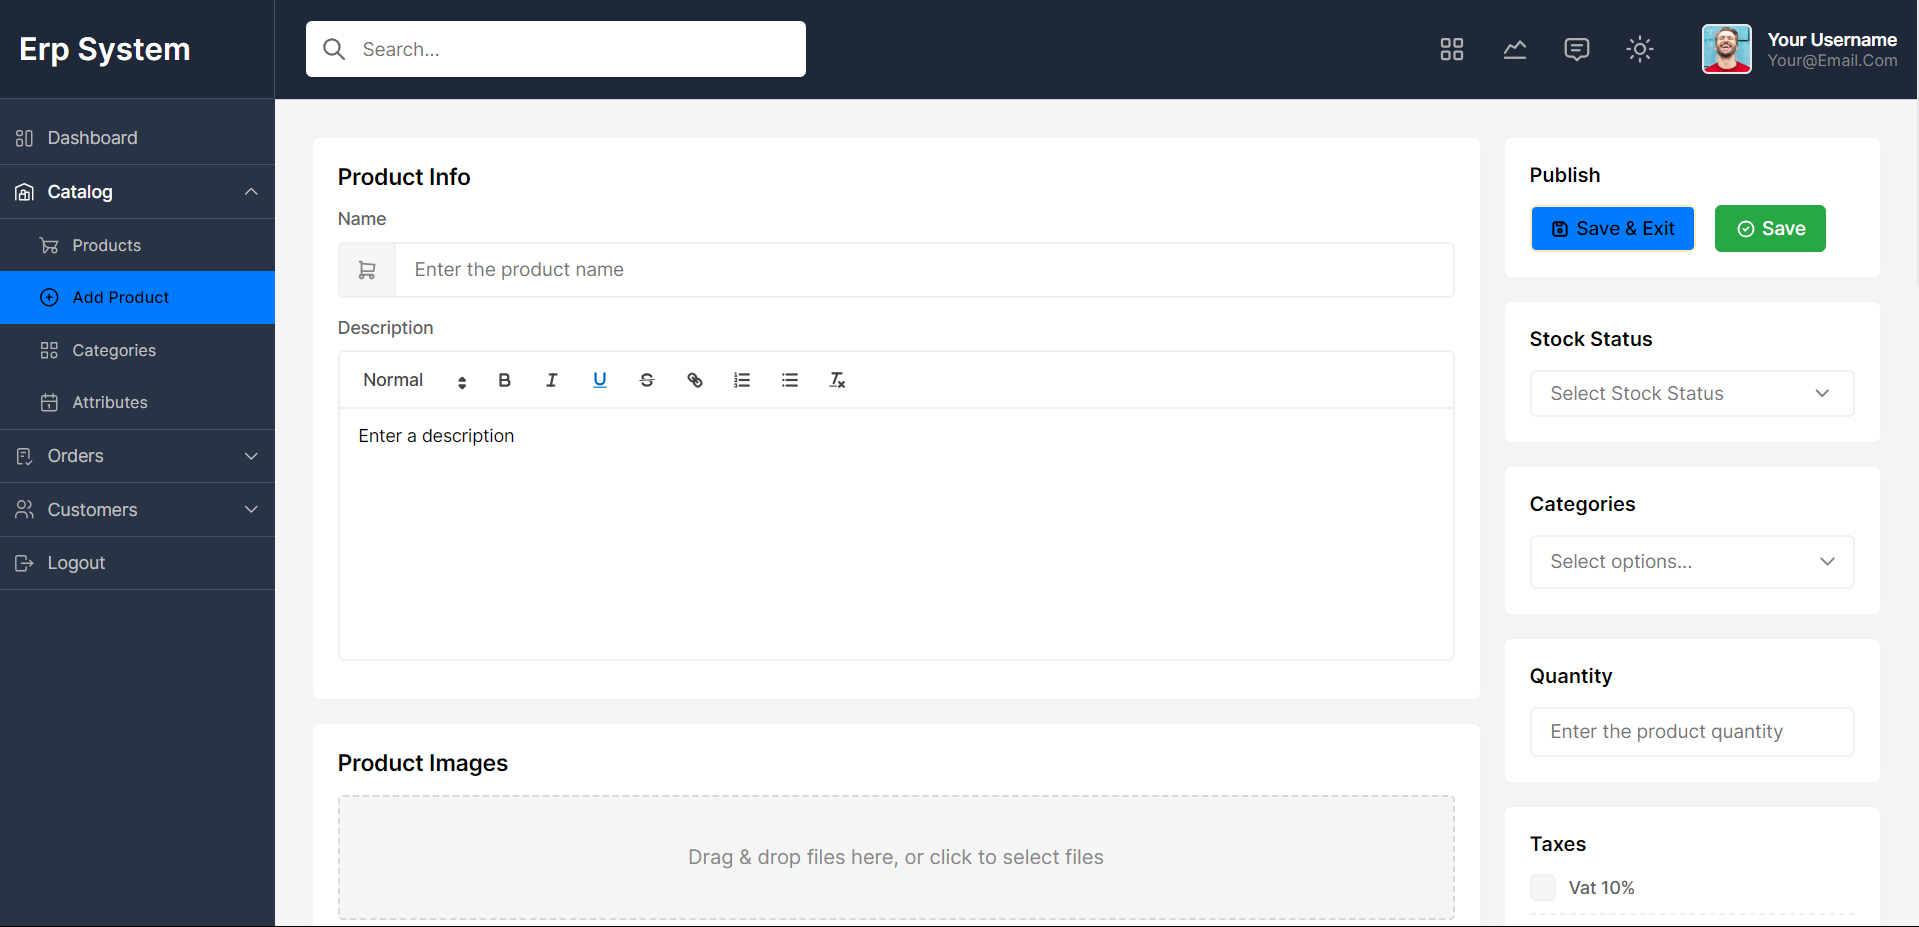 Erp System
Search...
Your Username
Your@Email.Com
Dashboard
Catalog
Products
Add Product
Categories
Attributes
Orders
Customers
Logout
Product Info
Name
Enter the product name
Description
Normal
Enter a description
Product Images
Drag & drop files here, or click to select files
Publish
Save & Exit
Save
Stock Status
Select Stock Status
Categories
Select options...
Quantity
Enter the product quantity
Taxes
Vat 10%